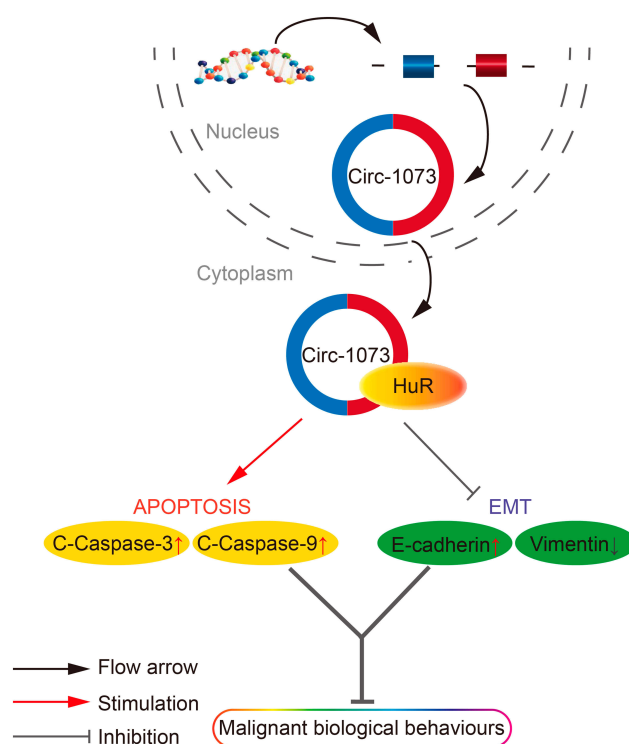 Nucleus
Circ-1073
Cytoplasm
Circ-1073
HuR
APOPTOSIS
EMT
C-Caspase-3↑
C-Caspase-9↑
E-cadherin↑
Vimentin↓
Flow arrow
Stimulation
Inhibition
Malignant biological behaviours